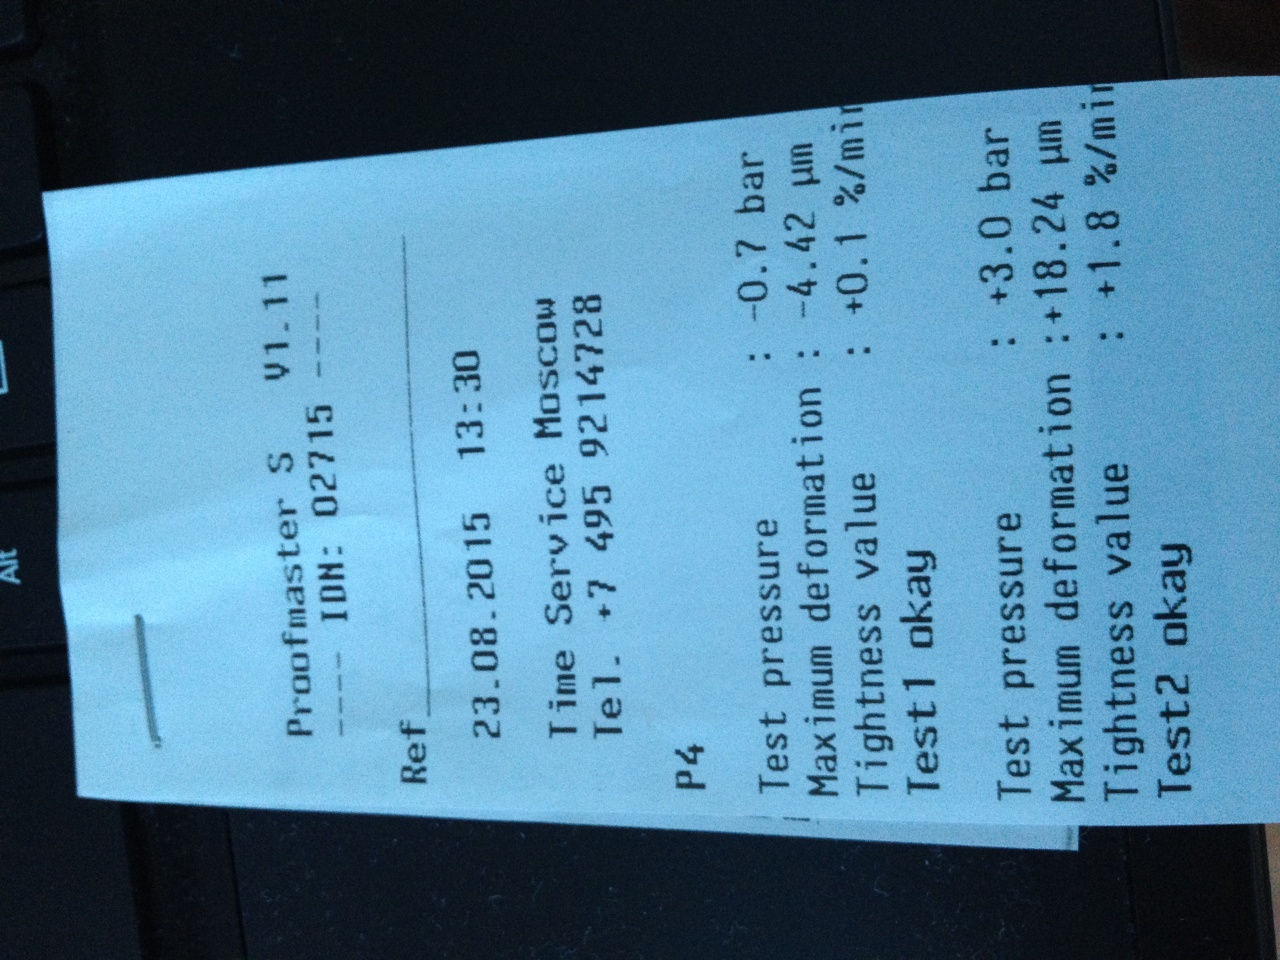 Proofmaster S V1.11
---- IDN: 02715 ----
Ref
23.08.2015 13:30
Time Service Moscow
Tel. +7 495 9214728
P4
Test pressure : -0.7 bar
Maximum deformation : -4.42 µm
Tightness value : +0.1 %/min
Test1 okay
Test pressure : +3.0 bar
Maximum deformation :+18.24 µm
Tightness value : +1.8 %/min
Test2 okay
Alt